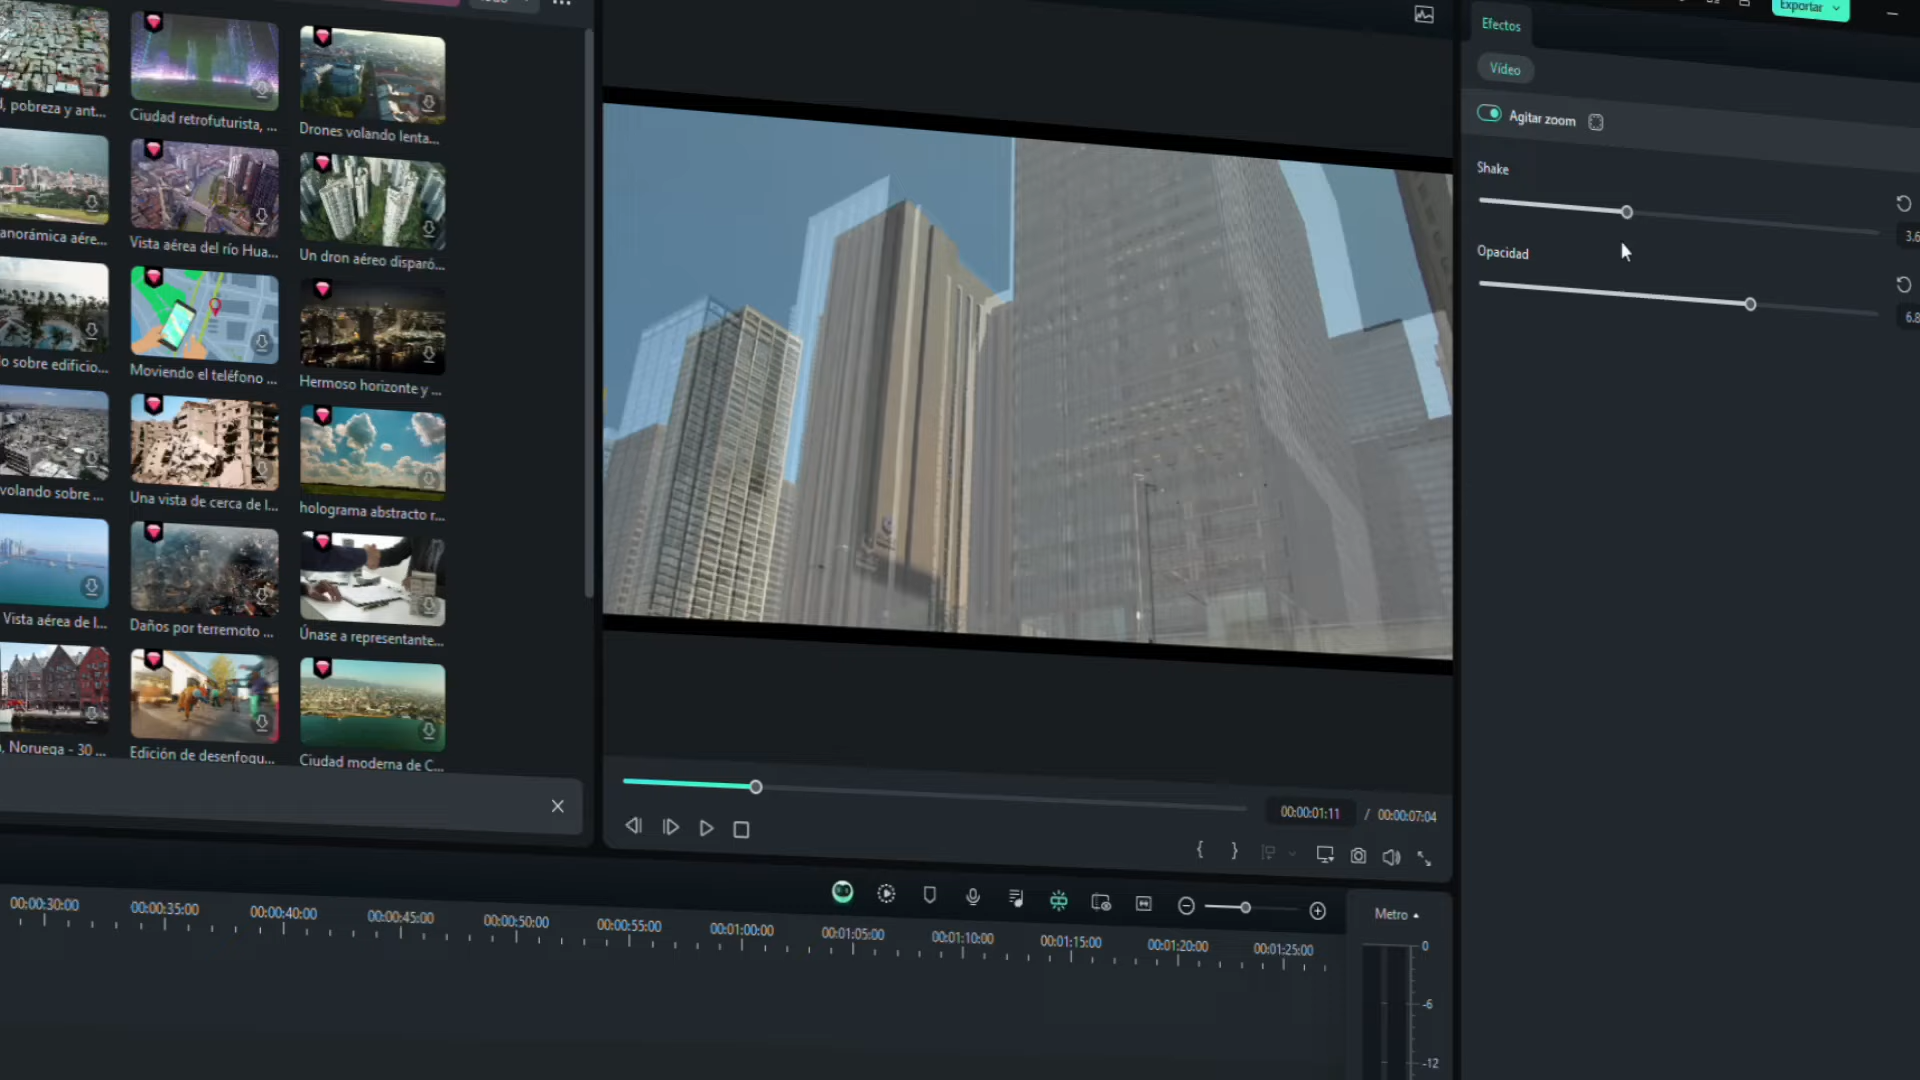 Exportar
Efectos
Vídeo
Agitar zoom
Shake
3.6
Opacidad
6.8
d, pobreza y ant...
Ciudad retrofuturista, ...
Drones volando lenta...
anorámica aére...
Vista aérea del río Hua...
Un dron aéreo disparó...
lo sobre edificio...
Moviendo el teléfono ...
Hermoso horizonte y ...
volando sobre ...
Una vista de cerca de l...
holograma abstracto r...
Vista aérea de l...
Daños por terremoto ...
Únase a representante...
, Noruega - 30 ...
Edición de desenfoqu...
Ciudad moderna de C...
00:00:01:11 / 00:00:07:04
00:00:30:00 00:00:35:00 00:00:40:00 00:00:45:00 00:00:50:00 00:00:55:00 00:01:00:00 00:01:05:00 00:01:10:00 00:01:15:00 00:01:20:00 00:01:25:00
Metro
0
-6
-12